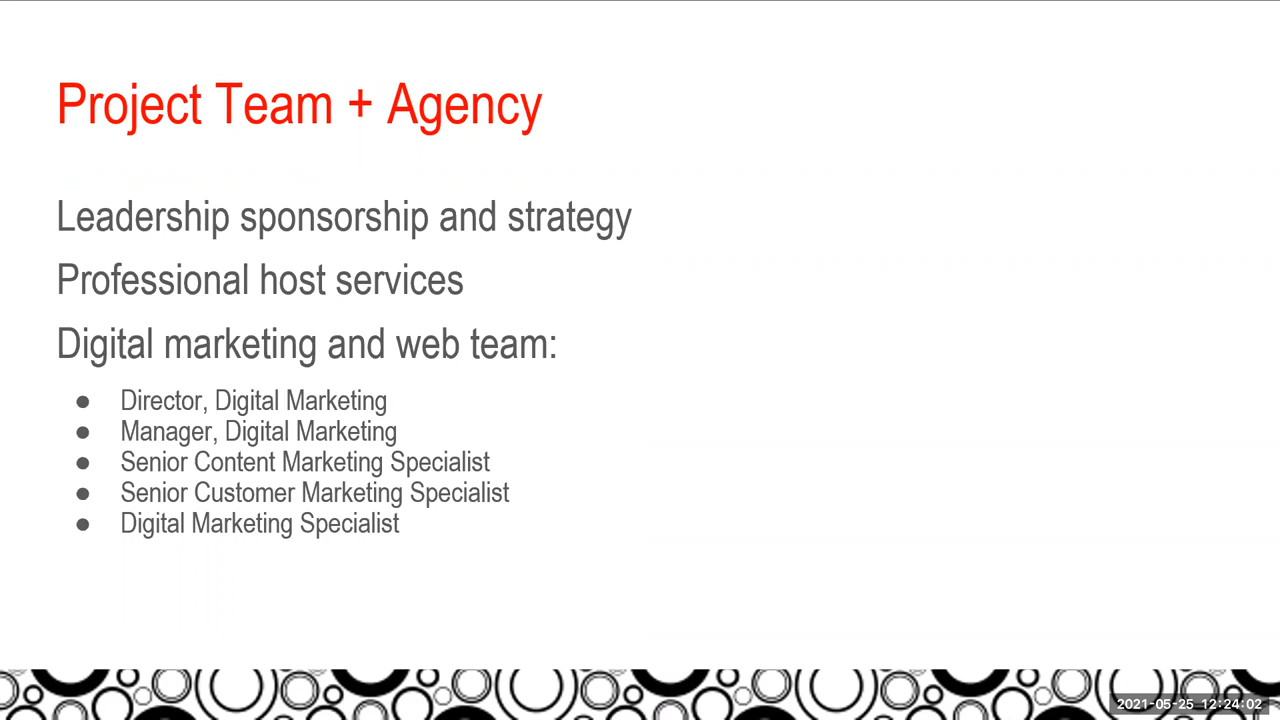 Project Team + Agency
Leadership sponsorship and strategy
Professional host services
Digital marketing and web team:
● Director, Digital Marketing
● Manager, Digital Marketing
● Senior Content Marketing Specialist
● Senior Customer Marketing Specialist
● Digital Marketing Specialist
2021-05-25 12:24:02